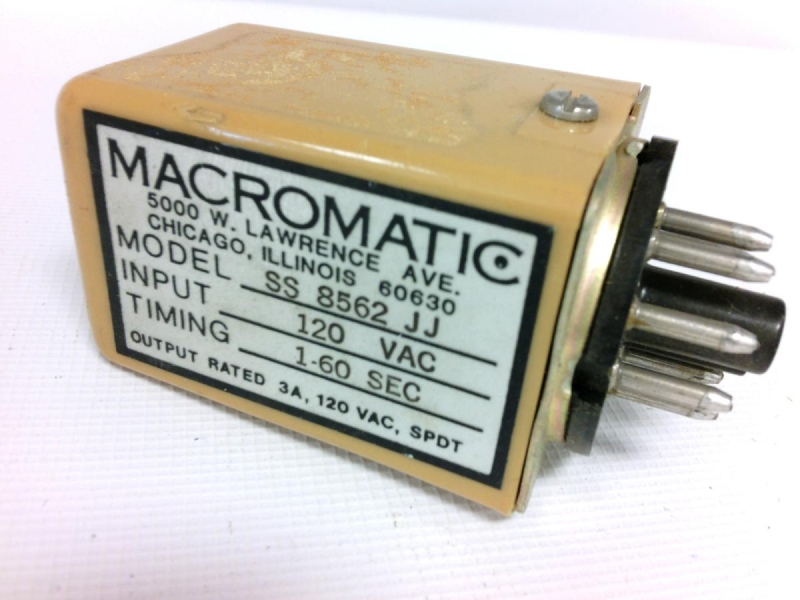 MACROMATIC
5000 W. LAWRENCE AVE.
CHICAGO, ILLINOIS 60630
MODEL SS 8562 JJ
INPUT 120 VAC
TIMING 1-60 SEC
OUTPUT RATED 3A, 120 VAC, SPDT